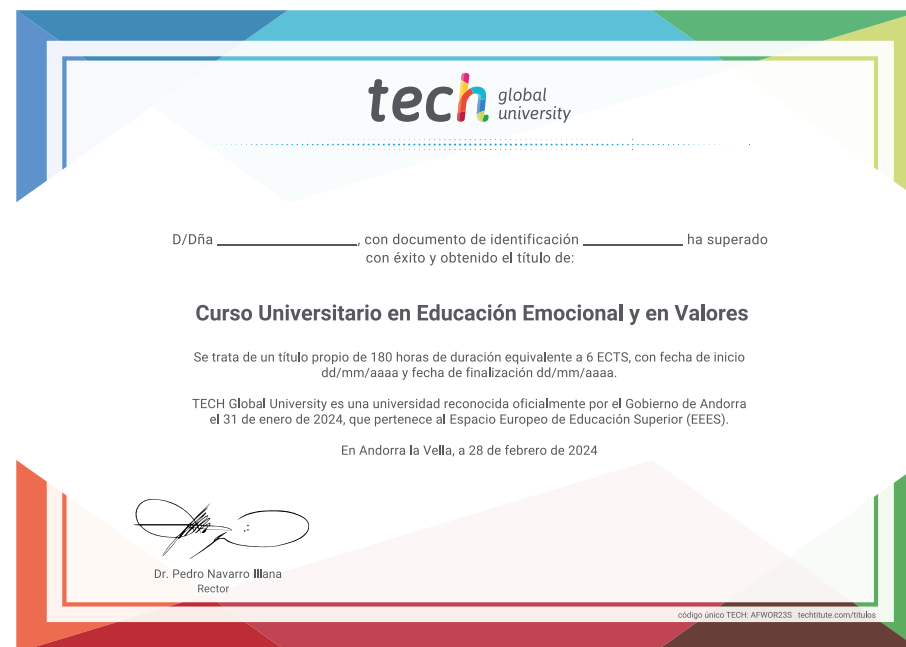 tech global university
D/Dña ____________, con documento de identificación ____________ ha superado
con éxito y obtenido el título de:
Curso Universitario en Educación Emocional y en Valores
Se trata de un título propio de 180 horas de duración equivalente a 6 ECTS, con fecha de inicio
dd/mm/aaaa y fecha de finalización dd/mm/aaaa.
TECH Global University es una universidad reconocida oficialmente por el Gobierno de Andorra
el 31 de enero de 2024, que pertenece al Espacio Europeo de Educación Superior (EEES).
En Andorra la Vella, a 28 de febrero de 2024
Dr. Pedro Navarro Illana
Rector
código único TECH: AFWOR23S techtitute.com/titulos